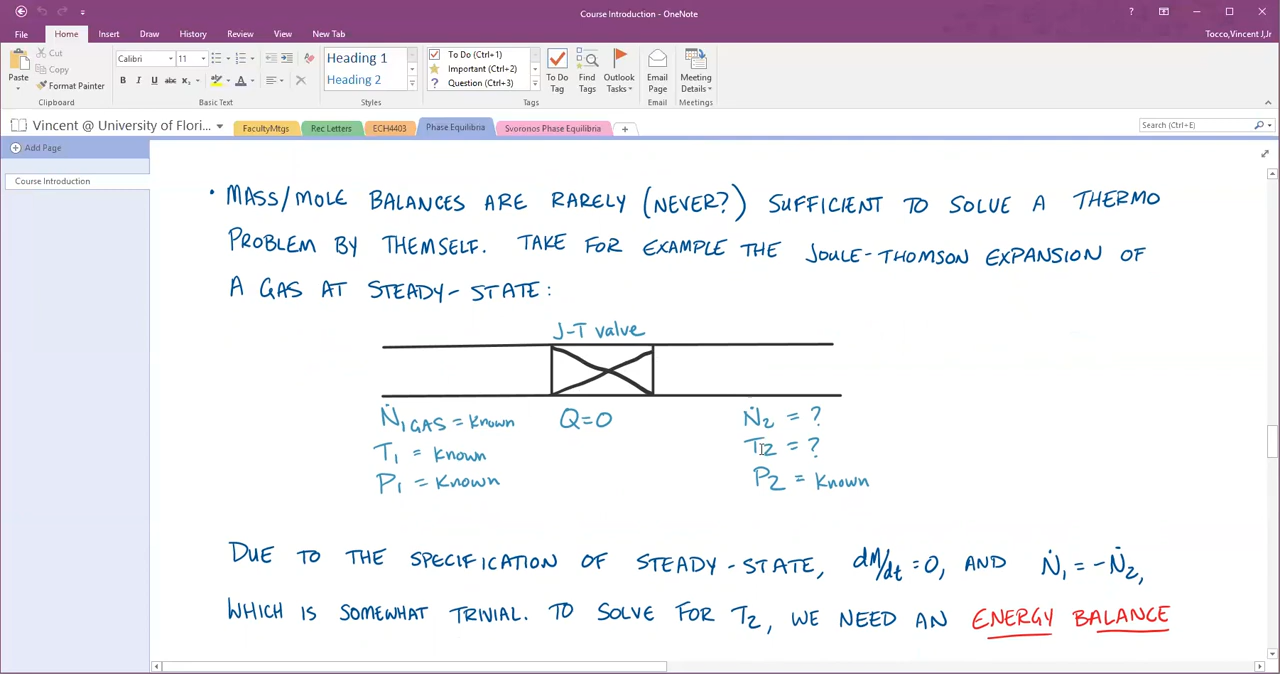 Course Introduction - OneNote
?
File Home Insert Draw History Review View New Tab
Tocco,Vincent J,Jr
Paste
Cut
Copy
Format Painter
Clipboard
Calibri 11
B I U abc X₂ A
Basic Text
Heading 1
Heading 2
Styles
To Do (Ctrl+1)
Important (Ctrl+2)
? Question (Ctrl+3)
To Do Tag
Find Tags
Outlook Tasks
Tags
Email Page
Email
Meeting Details
Meetings
Vincent @ University of Flori... FacultyMtgs Rec Letters ECH4403 Phase Equilibria Svoronos Phase Equilibria +
Search (Ctrl+E)
Add Page
Course Introduction
• MASS/MOLE BALANCES ARE RARELY (NEVER?) SUFFICIENT TO SOLVE A THERMO
PROBLEM BY THEMSELF. TAKE FOR EXAMPLE THE JOULE-THOMSON EXPANSION OF
A GAS AT STEADY-STATE:
J-T valve
Ṅ₁ GAS = known Q=0 Ṅ₂ = ?
T₁ = known T₂ = ?
P₁ = known P₂ = known
DUE TO THE SPECIFICATION OF STEADY-STATE, dM/dt = 0, AND Ṅ₁ = -Ṅ₂,
WHICH IS SOMEWHAT TRIVIAL. TO SOLVE FOR T₂, WE NEED AN ENERGY BALANCE